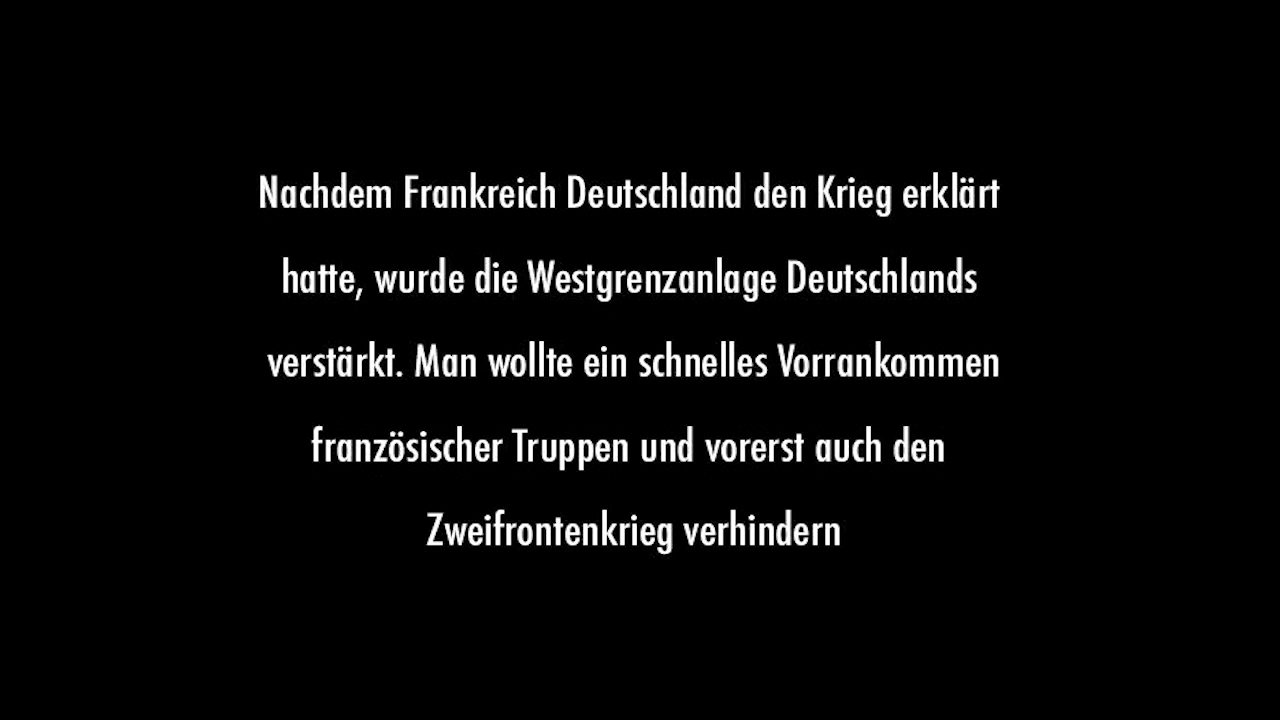 Nachdem Frankreich Deutschland den Krieg erklärt
hatte, wurde die Westgrenzanlage Deutschlands
verstärkt. Man wollte ein schnelles Vorrankommen
französischer Truppen und vorerst auch den
Zweifrontenkrieg verhindern